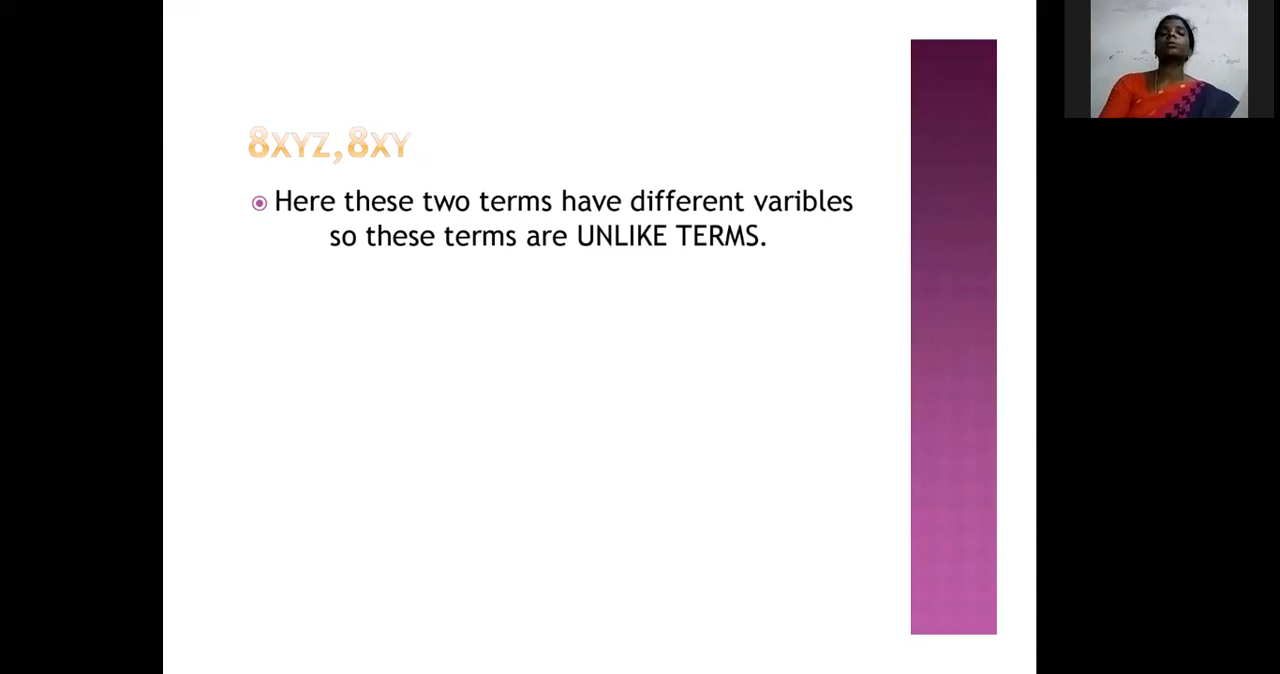 8XYZ,8XY
Here these two terms have different varibles
so these terms are UNLIKE TERMS.